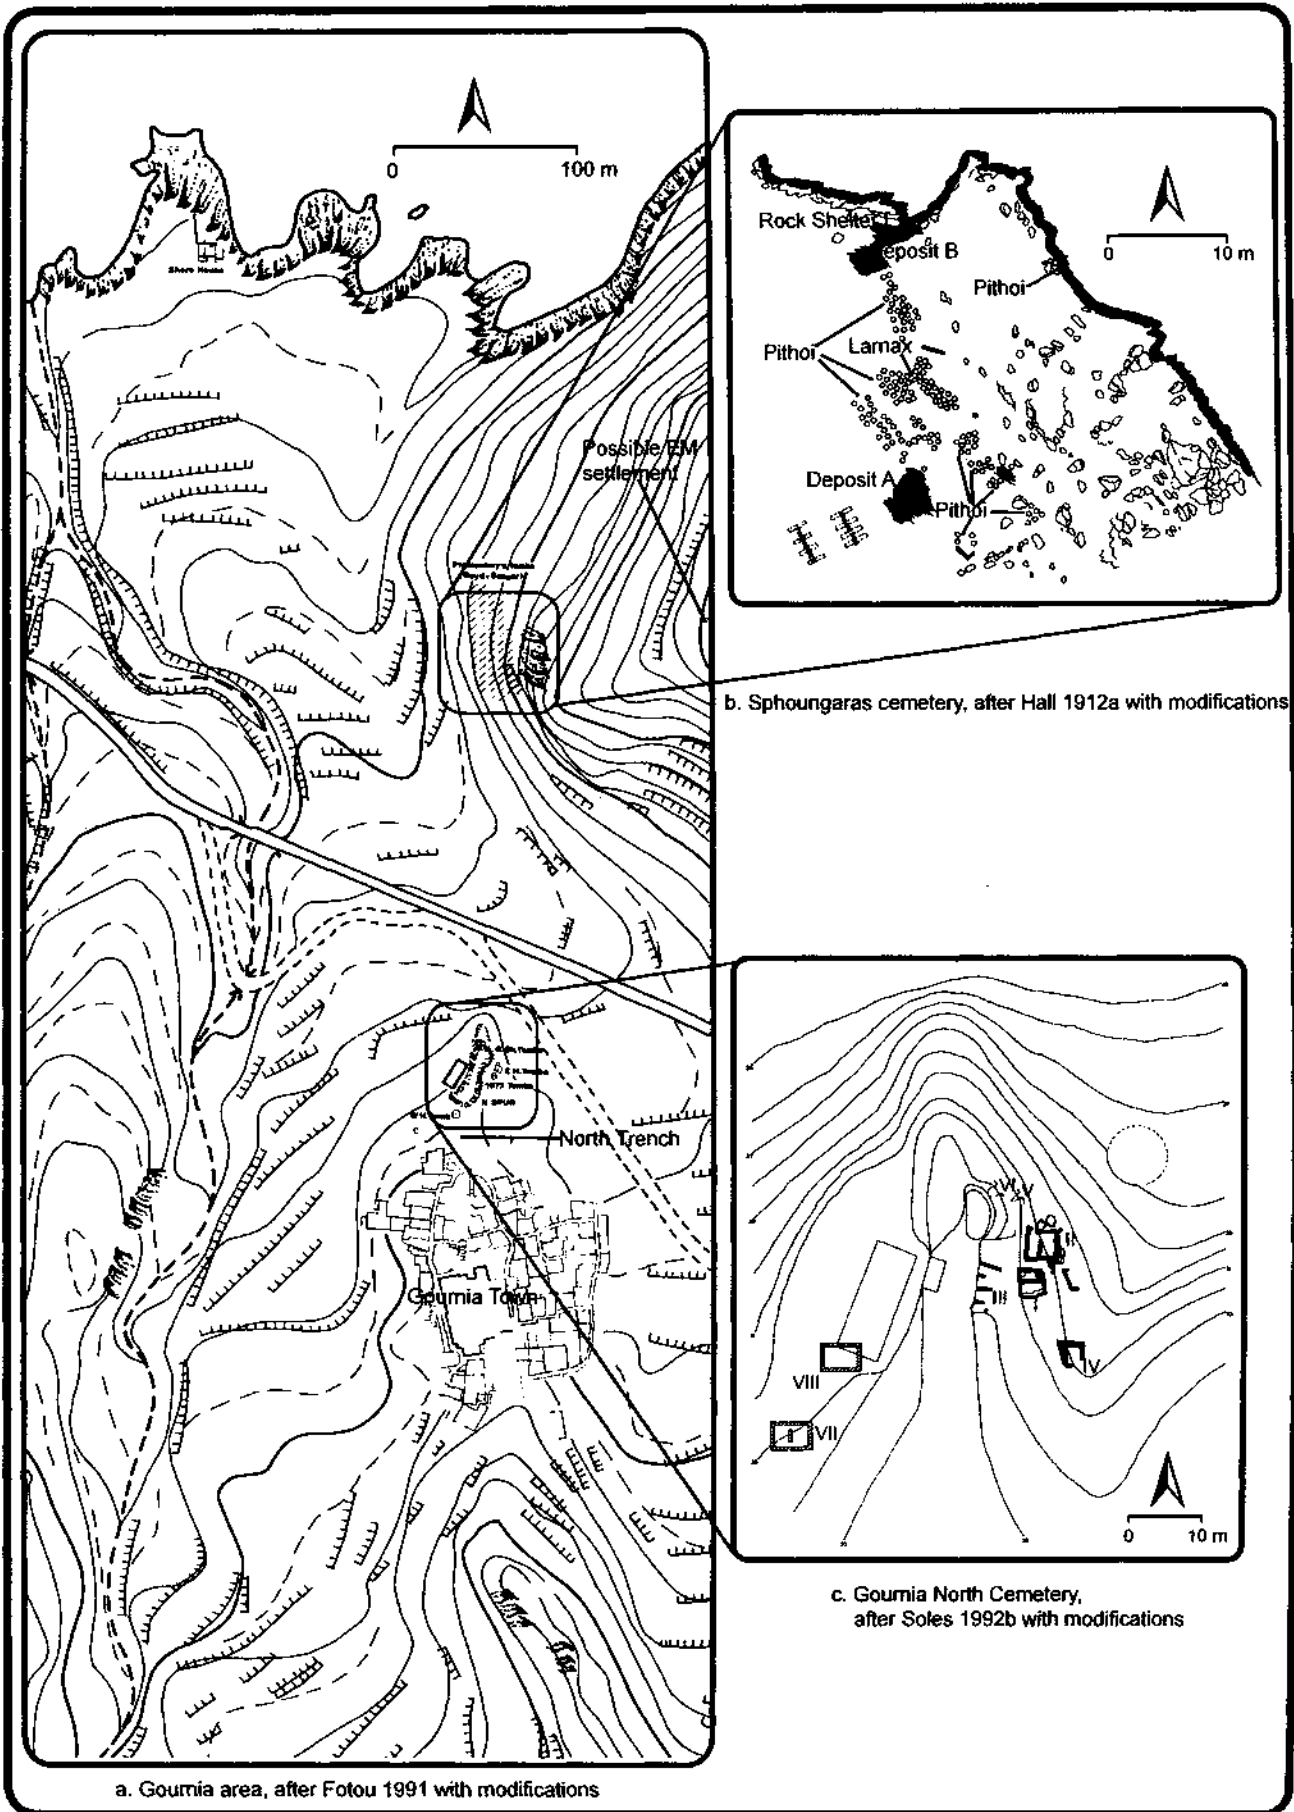 0
100 m
Shore House
Possible EM
settlement
North Trench
Gournia Town
a. Gournia area, after Fotou 1991 with modifications
Rock Shelter
Deposit B
0
10 m
Pithoi
Pithoi
Larnax
Deposit A
Pithoi
b. Sphoungaras cemetery, after Hall 1912a with modifications
VI
V
II
I
III
IV
VIII
VII
0
10 m
c. Gournia North Cemetery,
after Soles 1992b with modifications